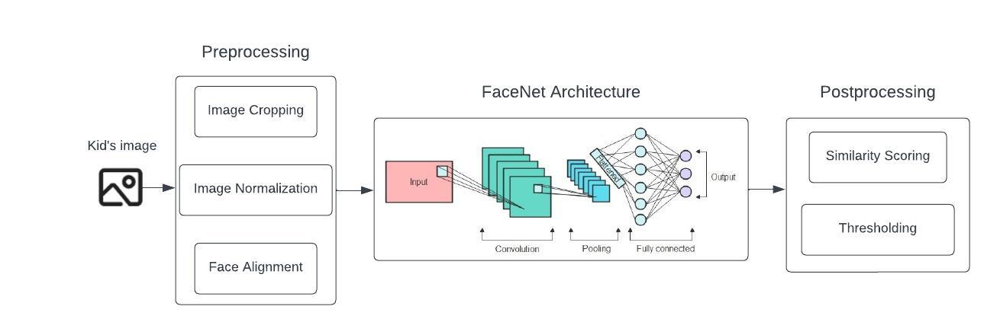 Preprocessing
Image Cropping
Kid's image
Image Normalization
Face Alignment
FaceNet Architecture
Input
Flattened
Output
Convolution
Pooling
Fully connected
Postprocessing
Similarity Scoring
Thresholding